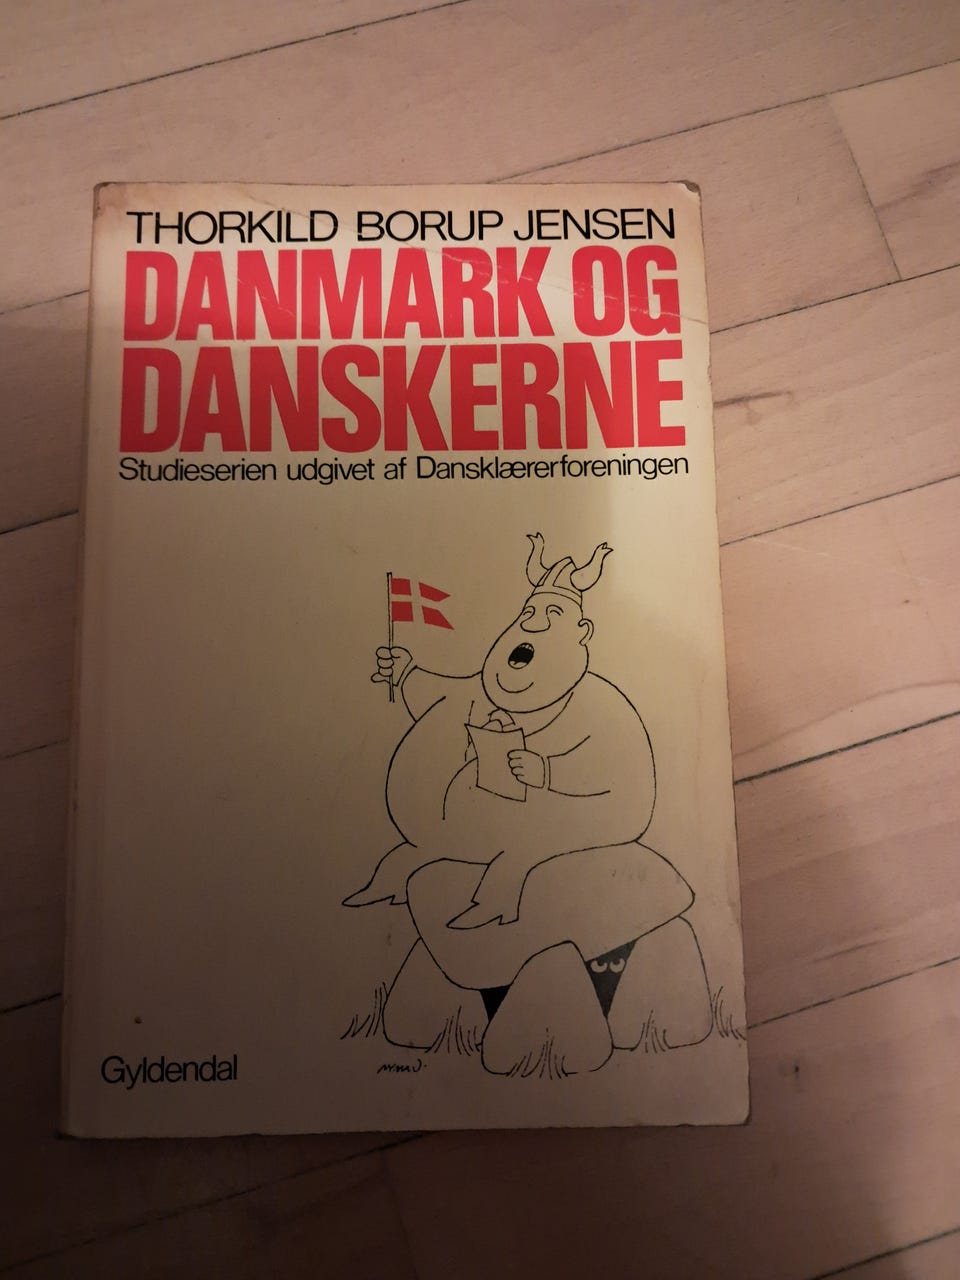 THORKILD BORUP JENSEN
DANMARK OG
DANSKERNE
Studieserien udgivet af Dansklærerforeningen
Gyldendal